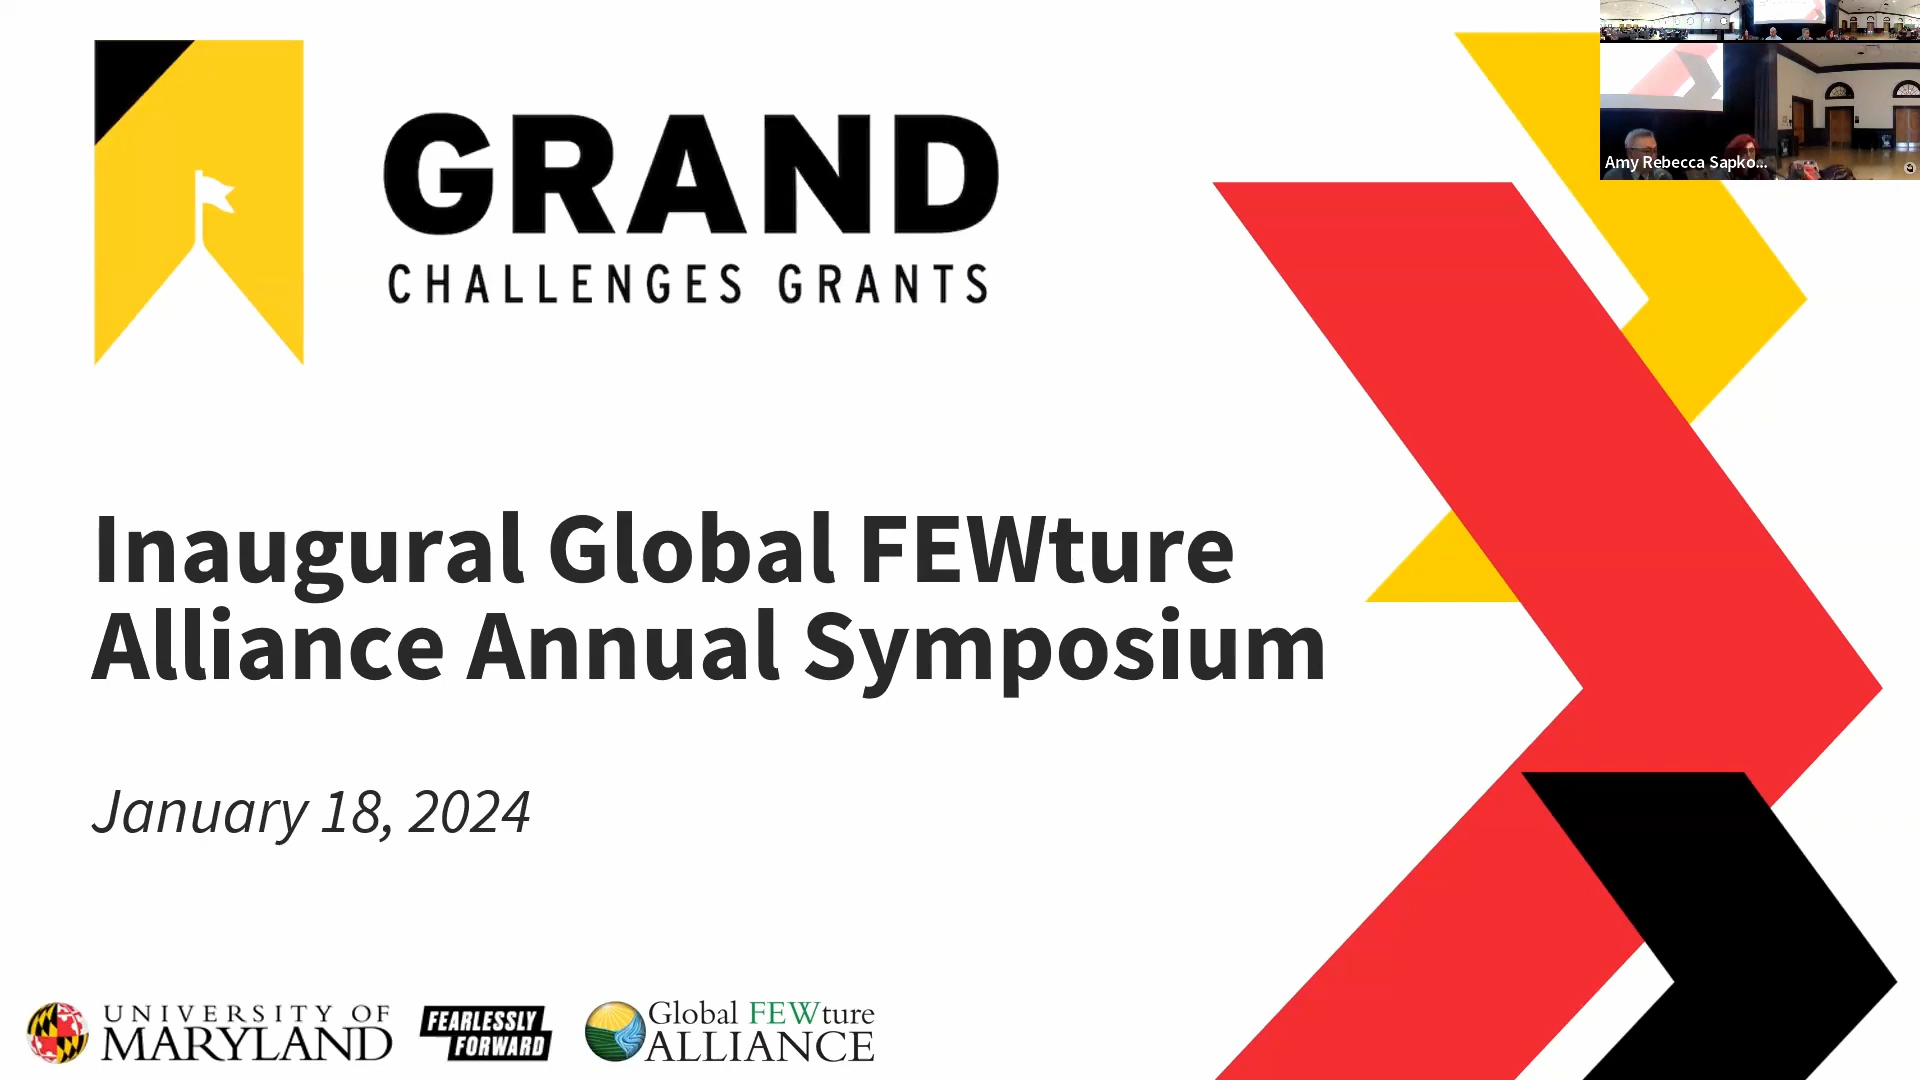 GRAND
CHALLENGES GRANTS
Amy Rebecca Sapko...
Inaugural Global FEWture
Alliance Annual Symposium
January 18, 2024
UNIVERSITY OF
MARYLAND
FEARLESSLY
FORWARD
Global FEWture
ALLIANCE